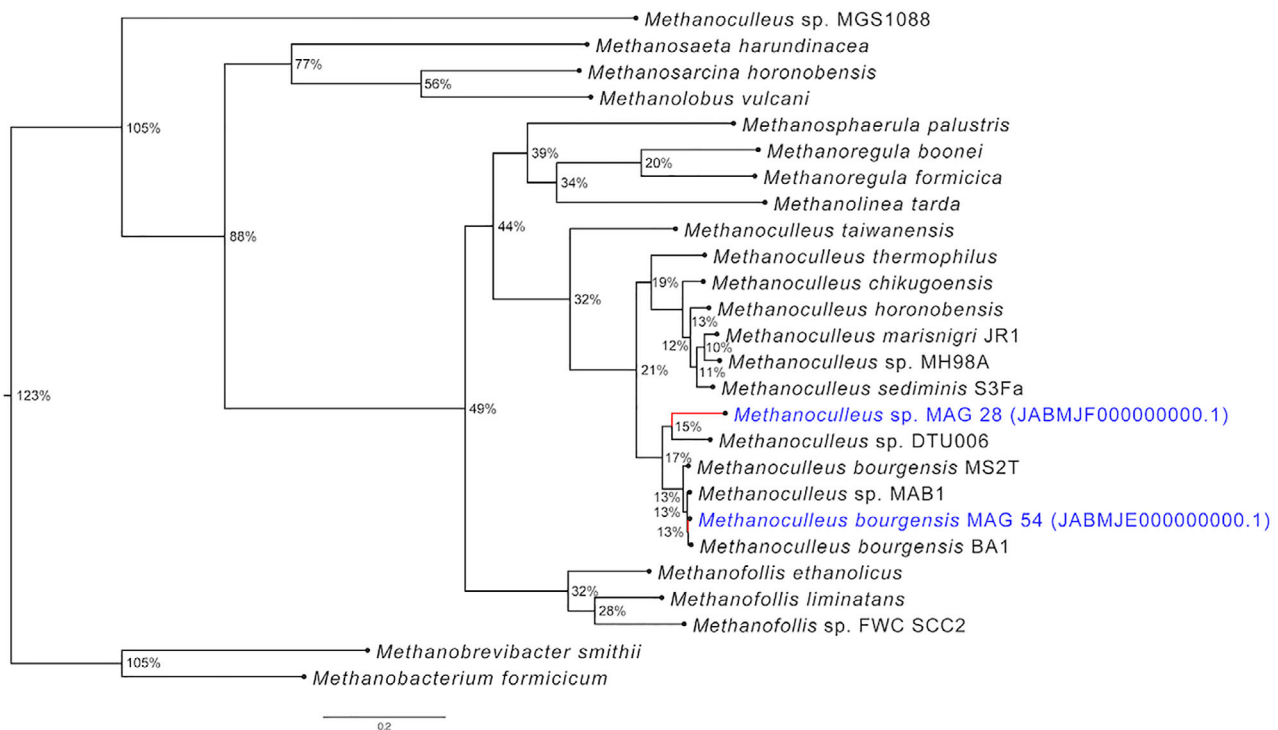 Methanoculleus sp. MGS1088
Methanosaeta harundinacea
77%
Methanosarcina horonobensis
56%
Methanolobus vulcani
105%
Methanosphaerula palustris
39%
Methanoregula boonei
20%
Methanoregula formicica
34%
Methanolinea tarda
44%
88%
Methanoculleus taiwanensis
Methanoculleus thermophilus
19%
Methanoculleus chikugoensis
32%
Methanoculleus horonobensis
13%
Methanoculleus marisnigri JR1
12%
10%
Methanoculleus sp. MH98A
21%
11%
Methanoculleus sediminis S3Fa
123%
49%
Methanoculleus sp. MAG 28 (JABMJF000000000.1)
15%
Methanoculleus sp. DTU006
17%
Methanoculleus bourgensis MS2T
Methanoculleus sp. MAB1
13%
13%
Methanoculleus bourgensis MAG 54 (JABMJE000000000.1)
13%
Methanoculleus bourgensis BA1
Methanofollis ethanolicus
32%
Methanofollis liminatans
28%
Methanofollis sp. FWC SCC2
Methanobrevibacter smithii
105%
Methanobacterium formicicum
0.2